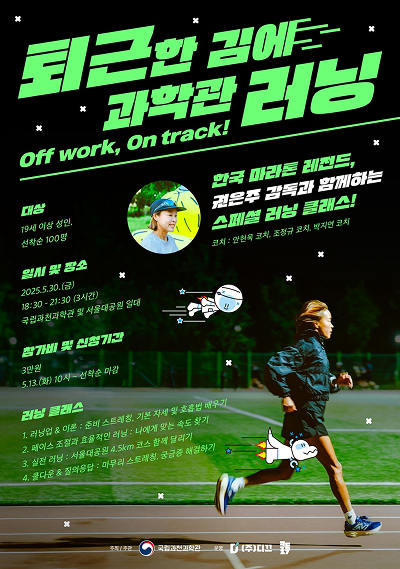 퇴근한 김에
과학관 러닝
Off work, On track!
한국 마라톤 레전드,
권은주 감독과 함께하는
스페셜 러닝 클래스!
코치 : 안현욱 코치, 조정규 코치, 박지연 코치
대상
19세 이상 성인,
선착순 100명
일시 및 장소
2025.5.30.(금)
18:30 - 21:30 (3시간)
국립과천과학관 및 서울대공원 일대
참가비 및 신청기간
3만원
5.13.(화) 10시 ~ 선착순 마감
러닝 클래스
1. 러닝업 & 이론 : 준비 스트레칭, 기본 자세 및 호흡법 배우기
2. 페이스 조절과 효율적인 러닝 : 나에게 맞는 속도 찾기
3. 실전 러닝 : 서울대공원 4.5km 코스 함께 달리기
4. 쿨다운 & 질의응답 : 마무리 스트레칭, 궁금증 해결하기
주최/주관 국립과천과학관 운영 (주)디프